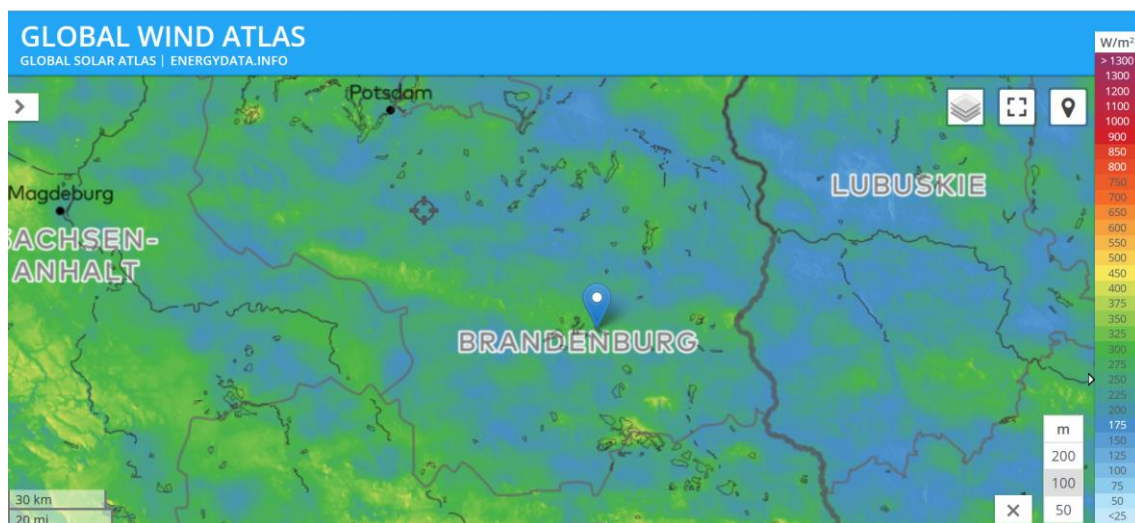 GLOBAL WIND ATLAS
GLOBAL SOLAR ATLAS | ENERGYDATA.INFO
W/m²
> 1300
1300
1200
1100
1000
900
850
800
750
700
650
600
550
500
450
400
375
350
325
300
275
250
225
200
175
150
125
100
75
50
<25
Potsdam
Magdeburg
LUBUSKIE
SACHSEN-
ANHALT
BRANDENBURG
m
200
100
50
30 km
20 mi